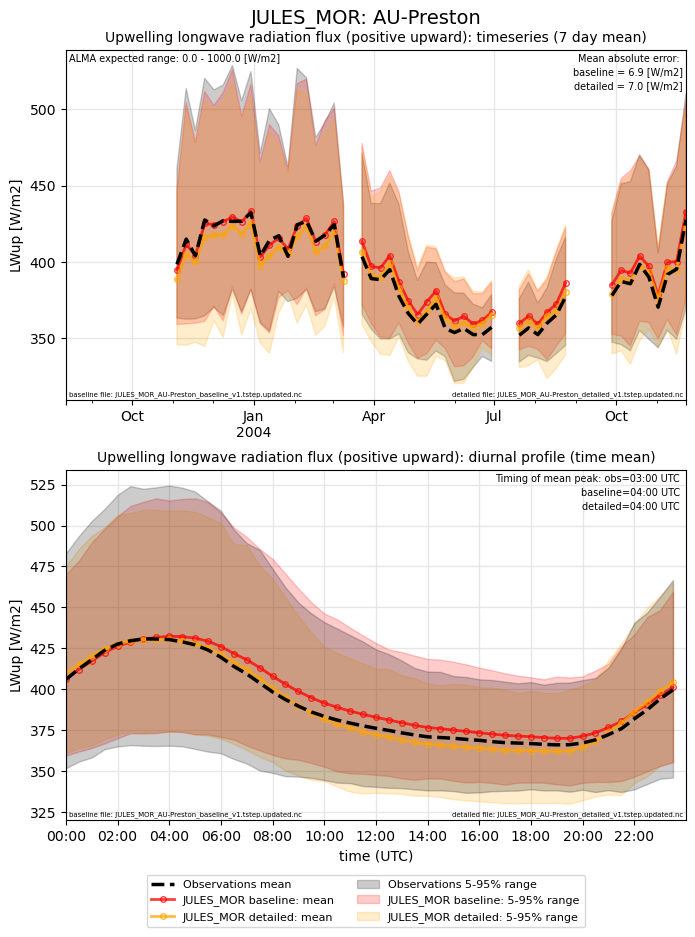 JULES_MOR: AU-Preston
Upwelling longwave radiation flux (positive upward): timeseries (7 day mean)
ALMA expected range: 0.0 - 1000.0 [W/m2]
Mean absolute error:
baseline = 6.9 [W/m2]
detailed = 7.0 [W/m2]
500
450
400
350
LWup [W/m2]
baseline file: JULES_MOR_AU-Preston_baseline_v1.tstep.updated.nc
detailed file: JULES_MOR_AU-Preston_detailed_v1.tstep.updated.nc
Oct Jan Apr Jul Oct
2004
Upwelling longwave radiation flux (positive upward): diurnal profile (time mean)
Timing of mean peak: obs=03:00 UTC
baseline=04:00 UTC
detailed=04:00 UTC
525
500
475
450
425
400
375
350
325
LWup [W/m2]
baseline file: JULES_MOR_AU-Preston_baseline_v1.tstep.updated.nc
detailed file: JULES_MOR_AU-Preston_detailed_v1.tstep.updated.nc
00:00 02:00 04:00 06:00 08:00 10:00 12:00 14:00 16:00 18:00 20:00 22:00
time (UTC)
Observations mean
JULES_MOR baseline: mean
JULES_MOR detailed: mean
Observations 5-95% range
JULES_MOR baseline: 5-95% range
JULES_MOR detailed: 5-95% range